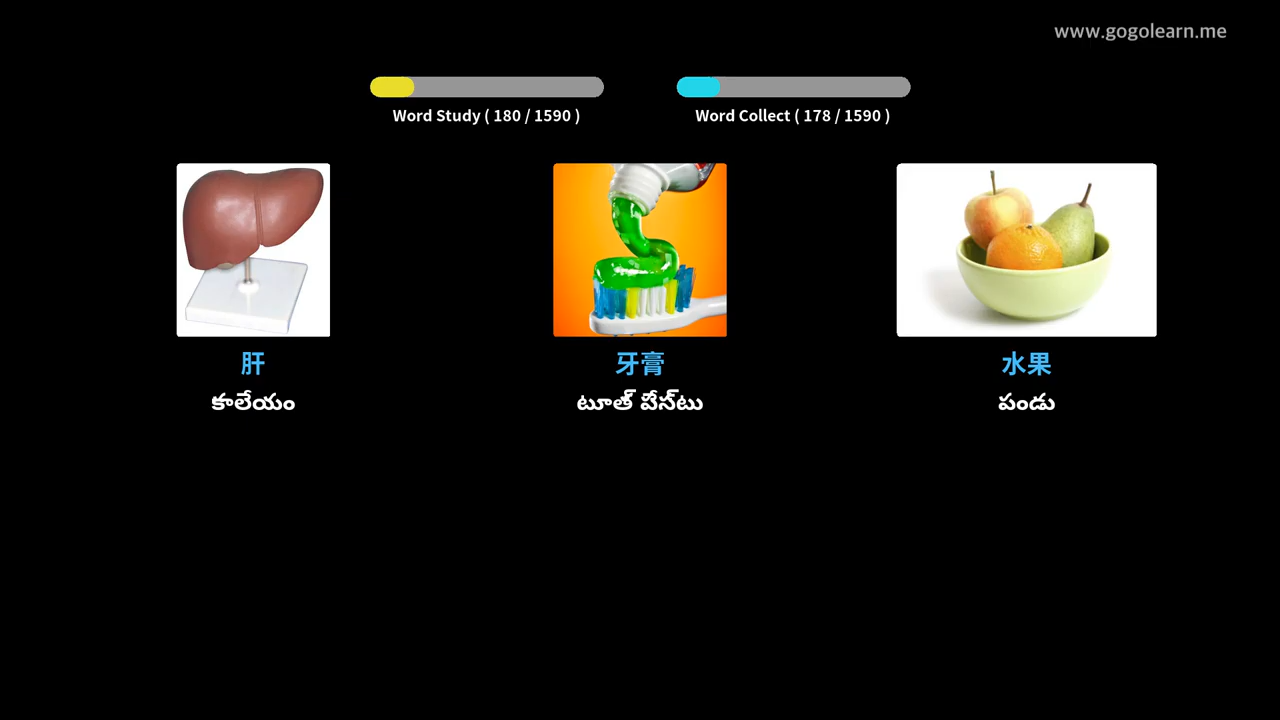 www.gogolearn.me
Word Study ( 180 / 1590 )
Word Collect ( 178 / 1590 )
肝
牙膏
水果
కాలేయం
టూత్ పేస్‌టు
పండు